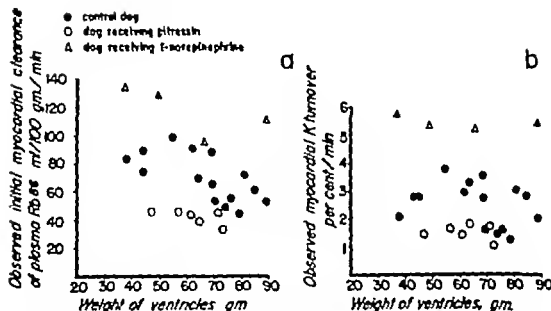 control dog
dog receiving pitressin
dog receiving l-norepinephrine
a
b
Observed initial myocardial clearance
of plasma Rb86 ml/100 gm./min
140
120
100
80
60
40
20
30 40 50 60 70 80 90
Weight of ventricles, gm
Observed myocardial K turnover
per cent/min
6
5
4
3
2
1
30 40 50 60 70 80 90
Weight of ventricles, gm.